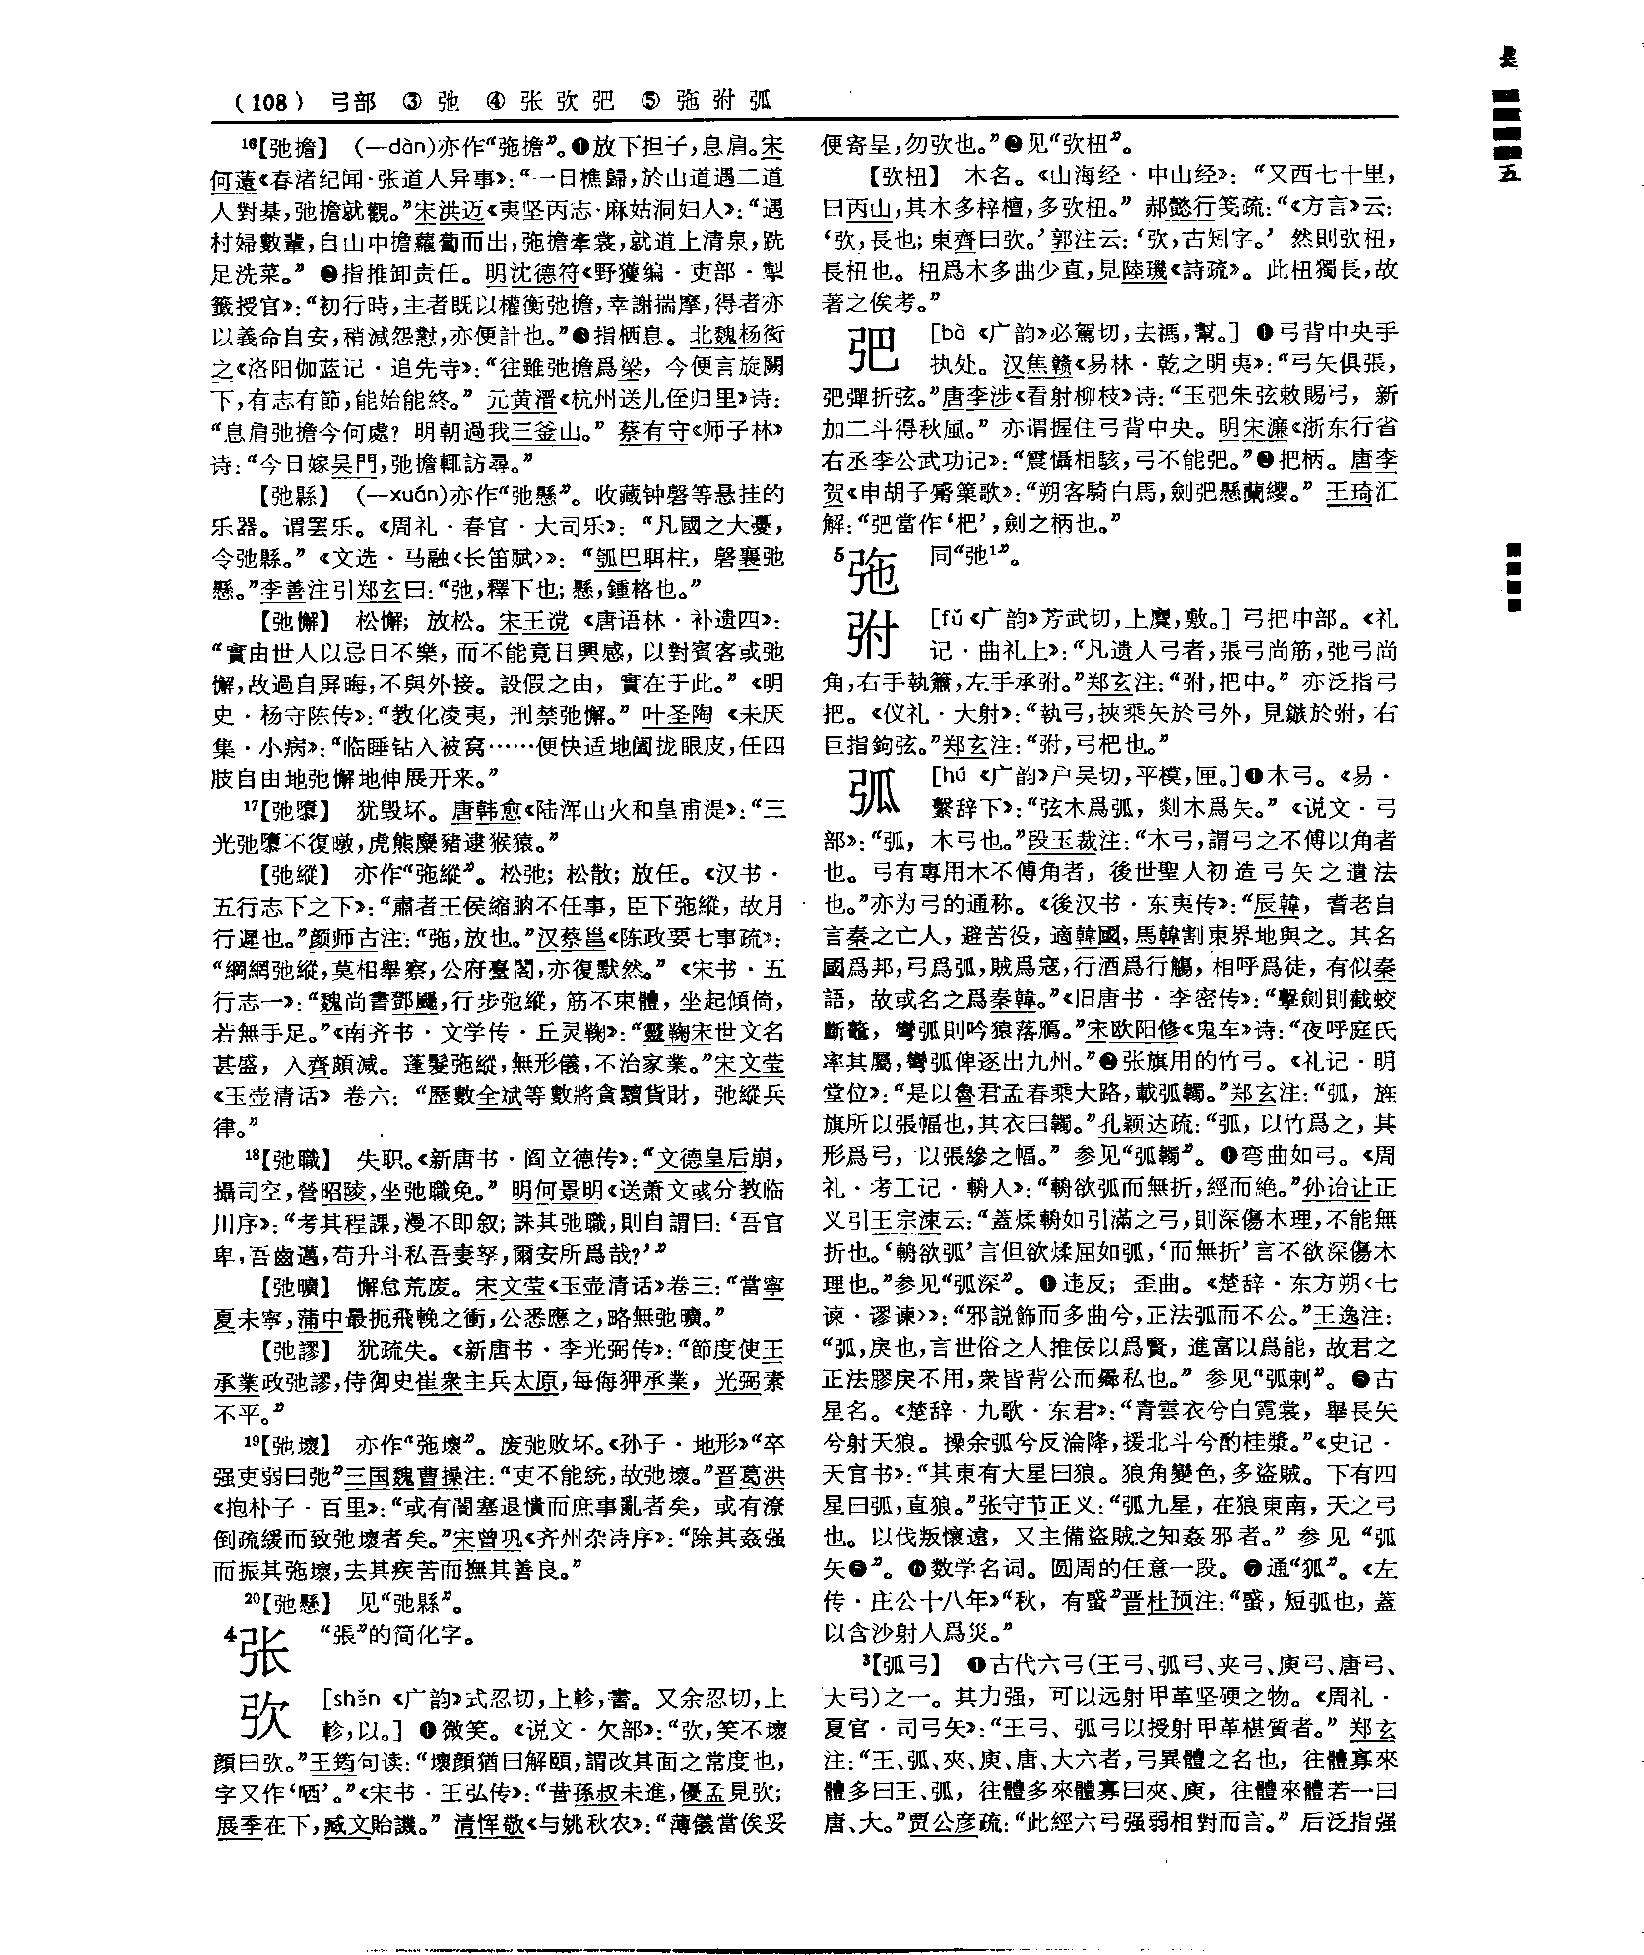 (108) 弓部 ③弛 ④张弞弝 ⑤㢮弣弧
¹⁶【弛擔】 (—dàn)亦作“㢮擔”。❶放下担子,息肩。宋
何薳《春渚纪闻·张道人异事》:“一日樵歸,於山道遇二道
人對棊,弛擔就觀。”宋洪迈《夷坚丙志·麻姑洞妇人》:“遇
村婦數輩,自山中擔蘿蔔而出,㢮擔牽裳,就道上清泉,跣
足洗菜。”❷指推卸责任。明沈德符《野獲编·吏部·掣
籤授官》:“初行時,主者既以權衡弛擔,幸謝揣摩,得者亦
以義命自安,稍減怨懟,亦便計也。”❸指栖息。北魏杨衒
之《洛阳伽蓝记·追先寺》:“往雖弛擔爲梁,今便言旋闕
下,有志有節,能始能終。” 元黄溍《杭州送儿侄归里》诗:
“息肩弛擔今何處?明朝過我三釜山。” 蔡有守《师子林》
诗:“今日嫁吴門,弛擔輒訪尋。”
【弛縣】 (—xuán)亦作“弛懸”。收藏钟磬等悬挂的
乐器。谓罢乐。《周礼·春官·大司乐》:“凡國之大憂,
令弛縣。”《文选·马融<长笛赋>》:“瓠巴聑柱,磬襄弛
懸。”李善注引郑玄曰:“弛,釋下也;懸,鍾格也。”
【弛懈】 松懈;放松。宋王谠《唐语林·补遗四》:
“實由世人以忌日不樂,而不能竟日興感,以對賓客或弛
懈,故過自屏晦,不與外接。設假之由,實在于此。”《明
史·杨守陈传》:“教化凌夷,刑禁弛懈。” 叶圣陶《未厌
集·小病》:“临睡钻入被窝……便快适地阖拢眼皮,任四
肢自由地弛懈地伸展开来。”
¹⁷【弛隳】 犹毁坏。唐韩愈《陆浑山火和皇甫湜》:“三
光弛隳不復暾,虎熊麋豬逮猴猿。”
【弛縱】 亦作“㢮縱”。松弛;松散;放任。《汉书·
五行志下之下》:“肅者王侯縮朒不任事,臣下㢮縱,故月
行遲也。”颜师古注:“㢮,放也。”汉蔡邕《陈政要七事疏》:
“綱網弛縱,莫相舉察,公府臺閣,亦復默然。”《宋书·五
行志一》:“魏尚書鄧颺,行步弛縱,筋不束體,坐起傾倚,
若無手足。”《南齐书·文学传·丘灵鞠》:“靈鞠宋世文名
甚盛,入齊頗減。蓬髮㢮縱,無形儀,不治家業。”宋文莹
《玉壶清话》卷六:“歷數全斌等數將貪黷貨財,弛縱兵
律。”
¹⁸【弛職】 失职。《新唐书·阎立德传》:“文德皇后崩,
攝司空,營昭陵,坐弛職免。” 明何景明《送萧文彧分教临
川序》:“考其程課,漫不即叙;誅其弛職,則自謂曰:‘吾官
卑,吾齒邁,苟升斗私吾妻孥,爾安所爲哉?’”
【弛曠】 懈怠荒废。宋文莹《玉壶清话》卷三:“當寧
夏未寧,蒲中最扼飛輓之衝,公悉應之,略無弛曠。”
【弛謬】 犹疏失。《新唐书·李光弼传》:“節度使王
承業政弛謬,侍御史崔衆主兵太原,每侮狎承業,光弼素
不平。”
¹⁹【弛壞】 亦作“㢮壞”。废弛败坏。《孙子·地形》“卒
强吏弱曰弛”三国魏曹操注:“吏不能統,故弛壞。”晋葛洪
《抱朴子·百里》:“或有闇塞退憒而庶事亂者矣,或有潦
倒疏緩而致弛壞者矣。”宋曾巩《齐州杂诗序》:“除其姦强
而振其㢮壞,去其疾苦而撫其善良。”
²⁰【弛懸】 见“弛縣”。
4张 “張”的简化字。
弞 [shěn《广韵》式忍切,上軫,書。又余忍切,上
軫,以。] ❶微笑。《说文·欠部》:“弞,笑不壞
顔曰弞。”王筠句读:“壞顔猶曰解頤,謂改其面之常度也,
字又作‘哂’。”《宋书·王弘传》:“昔孫叔未進,優孟見弞;
展季在下,臧文貽譏。” 清恽敬《与姚秋农》:“薄儀當俟妥
便寄呈,勿弞也。”❷见“弞杻”。
【弞杻】 木名。《山海经·中山经》:“又西七十里,
曰丙山,其木多梓檀,多弞杻。” 郝懿行笺疏:“《方言》云:
‘弞,長也;東齊曰弞。’郭注云:‘弞,古矧字。’ 然則弞杻,
長杻也。杻爲木多曲少直,見陸璣《詩疏》。此杻獨長,故
著之俟考。”
弝 [bà《广韵》必駕切,去禡,幫。] ❶弓背中央手
执处。汉焦赣《易林·乾之明夷》:“弓矢俱張,
弝彈折弦。”唐李涉《看射柳枝》诗:“玉弝朱弦敕賜弓,新
加二斗得秋風。” 亦谓握住弓背中央。明宋濂《浙东行省
右丞李公武功记》:“震懾相駭,弓不能弝。”❷把柄。唐李
贺《申胡子觱篥歌》:“朔客騎白馬,劍弝懸蘭纓。” 王琦汇
解:“弝當作‘杷’,劍之柄也。”
5㢮 同“弛¹”。
弣 [fǔ《广韵》芳武切,上麌,敷。] 弓把中部。《礼
记·曲礼上》:“凡遺人弓者,張弓尚筋,弛弓尚
角,右手執簫,左手承弣。”郑玄注:“弣,把中。” 亦泛指弓
把。《仪礼·大射》:“執弓,挾乘矢於弓外,見鏃於弣,右
巨指鉤弦。”郑玄注:“弣,弓杷也。”
弧 [hú《广韵》户吴切,平模,匣。]❶木弓。《易·
繫辞下》:“弦木爲弧,剡木爲矢。”《说文·弓
部》:“弧,木弓也。”段玉裁注:“木弓,謂弓之不傅以角者
也。弓有專用木不傅角者,後世聖人初造弓矢之遺法
也。”亦为弓的通称。《後汉书·东夷传》:“辰韓,耆老自
言秦之亡人,避苦役,適韓國,馬韓割東界地與之。其名
國爲邦,弓爲弧,賊爲寇,行酒爲行觴,相呼爲徒,有似秦
語,故或名之爲秦韓。”《旧唐书·李密传》:“擊劍則截蛟
斷鼇,彎弧則吟猿落鴈。”宋欧阳修《鬼车》诗:“夜呼庭氏
率其屬,彎弧俾逐出九州。”❷张旗用的竹弓。《礼记·明
堂位》:“是以魯君孟春乘大路,載弧韣。”郑玄注:“弧,旌
旗所以張幅也,其衣曰韣。”孔颖达疏:“弧,以竹爲之,其
形爲弓,以張縿之幅。” 参见“弧韣”。❸弯曲如弓。《周
礼·考工记·輈人》:“輈欲弧而無折,經而絶。”孙诒让正
义引王宗涑云:“蓋煣輈如引滿之弓,則深傷木理,不能無
折也。‘輈欲弧’言但欲煣屈如弧,‘而無折’言不欲深傷木
理也。”参见“弧深”。❹违反;歪曲。《楚辞·东方朔<七
谏·谬谏>》:“邪説飾而多曲兮,正法弧而不公。”王逸注:
“弧,戾也,言世俗之人推佞以爲賢,進富以爲能,故君之
正法膠戾不用,衆皆背公而嚮私也。” 参见“弧剌”。❺古
星名。《楚辞·九歌·东君》:“青雲衣兮白霓裳,舉長矢
兮射天狼。操余弧兮反淪降,援北斗兮酌桂漿。”《史记·
天官书》:“其東有大星曰狼。狼角變色,多盜賊。下有四
星曰弧,直狼。”张守节正义:“弧九星,在狼東南,天之弓
也。以伐叛懷遠,又主備盜賊之知姦邪者。” 参见“弧
矢❺”。❻数学名词。圆周的任意一段。❼通“狐”。《左
传·庄公十八年》“秋,有蜮”晋杜预注:“蜮,短弧也,蓋
以含沙射人爲災。”
³【弧弓】 ❶古代六弓(王弓、弧弓、夹弓、庾弓、唐弓、
大弓)之一。其力强,可以远射甲革坚硬之物。《周礼·
夏官·司弓矢》:“王弓、弧弓以授射甲革椹質者。” 郑玄
注:“王、弧、夾、庾、唐、大六者,弓異體之名也,往體寡來
體多曰王、弧,往體多來體寡曰夾、庾,往體來體若一曰
唐、大。”贾公彦疏:“此經六弓强弱相對而言。” 后泛指强
長
五